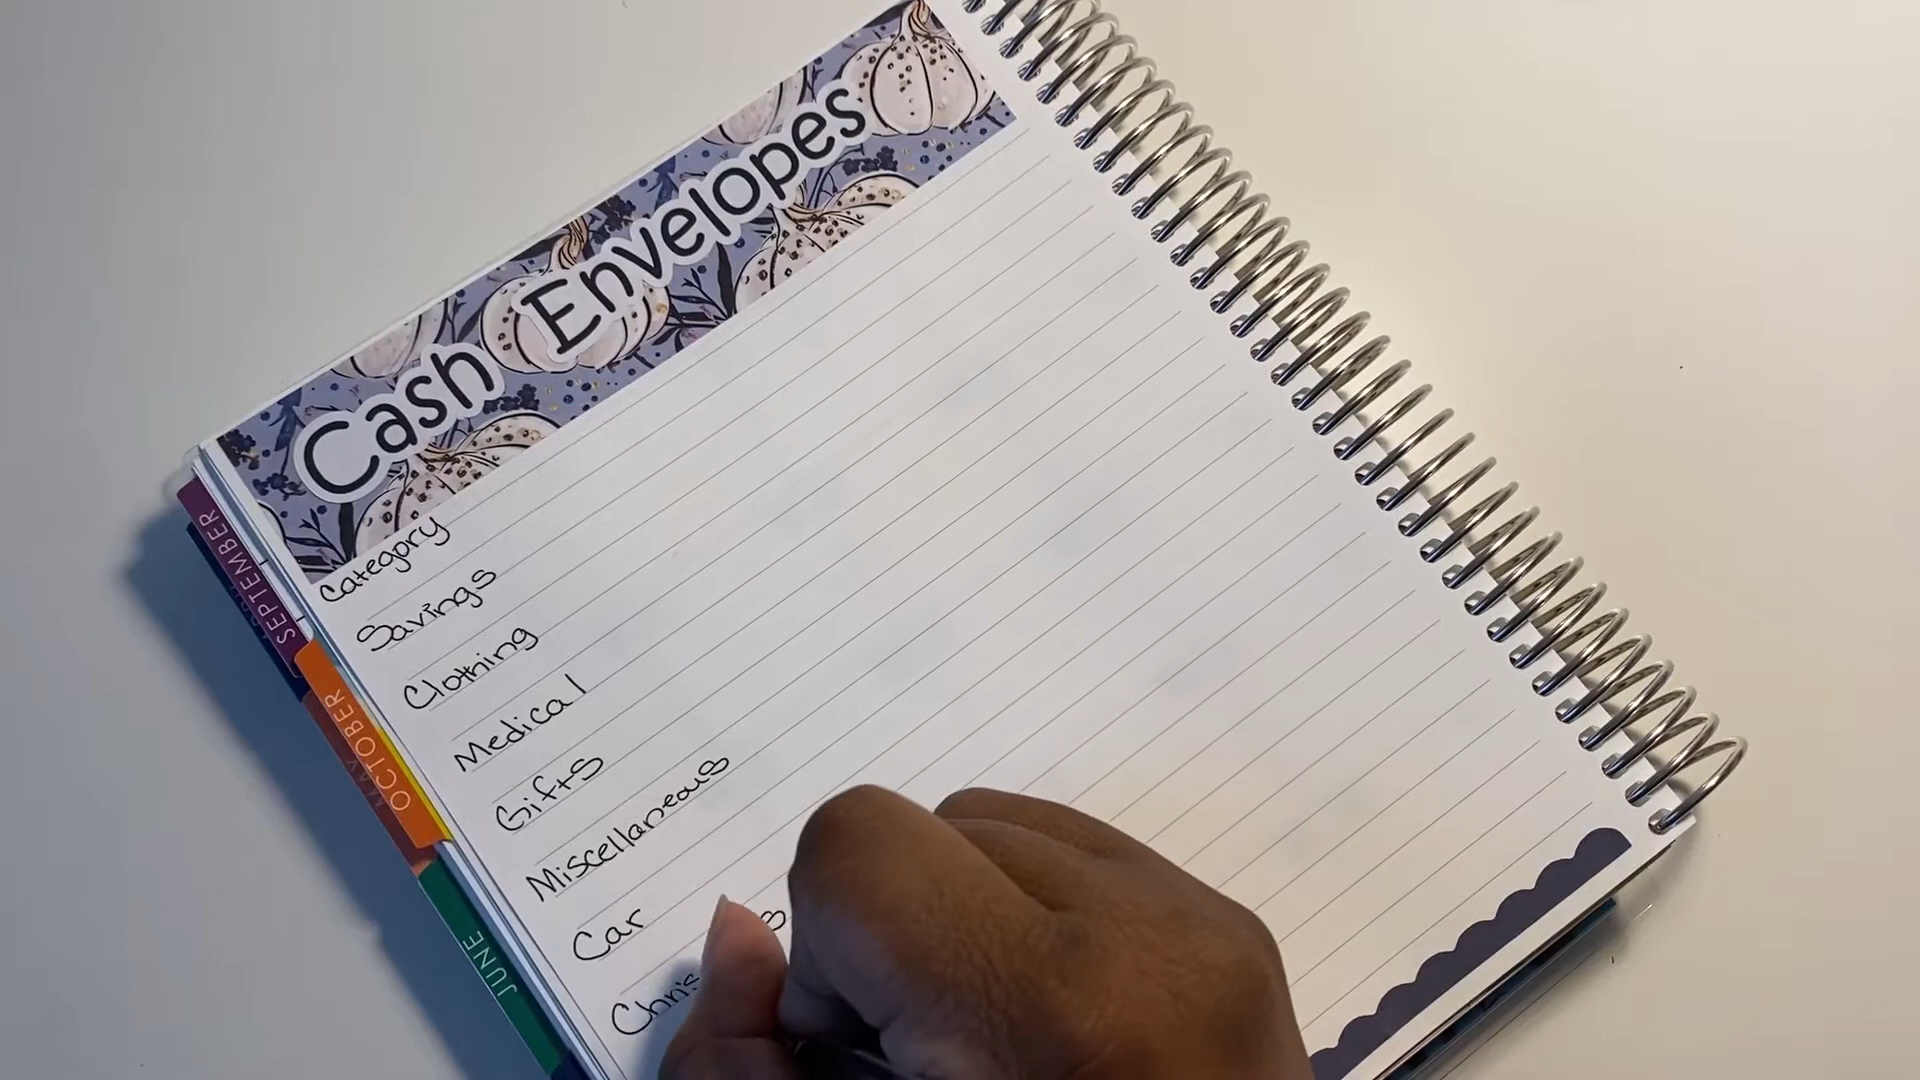 Cash Envelopes
Category
Savings
Clothing
Medical
Gifts
Miscellaneous
Car
SEPTEMBER
OCTOBER
JUNE